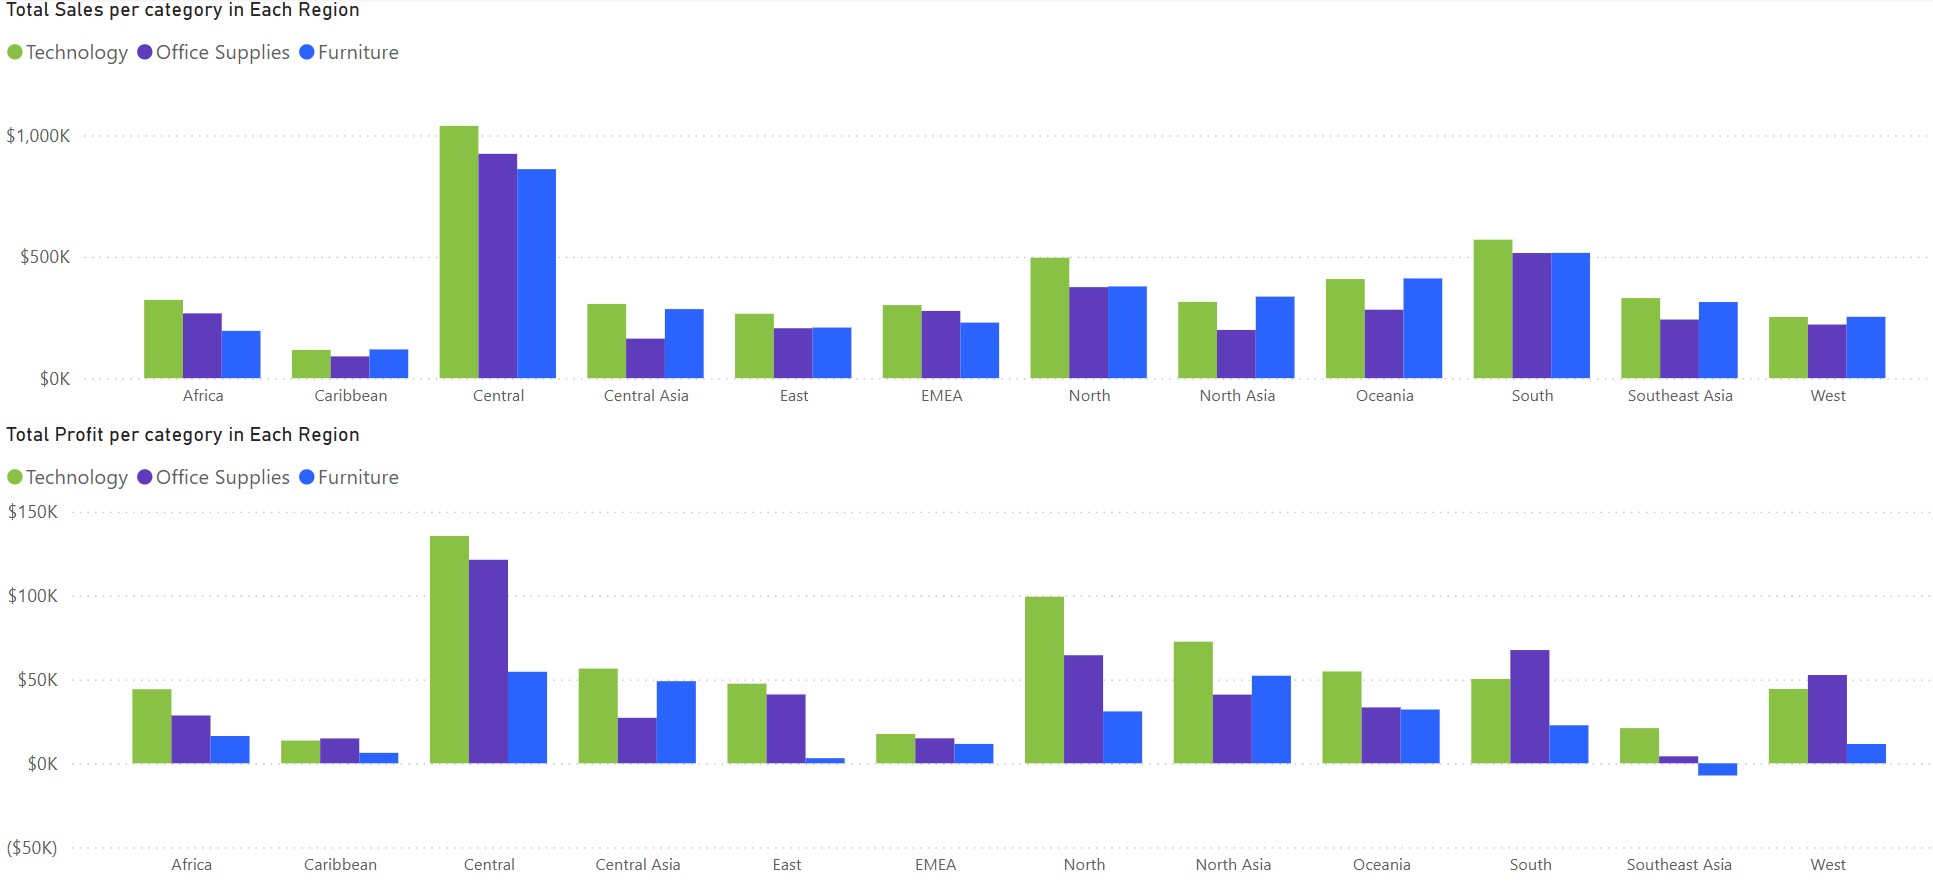 Total Sales per category in Each Region
Technology Office Supplies Furniture
$1,000K
$500K
$0K
Africa Caribbean Central Central Asia East EMEA North North Asia Oceania South Southeast Asia West
Total Profit per category in Each Region
Technology Office Supplies Furniture
$150K
$100K
$50K
$0K
($50K)
Africa Caribbean Central Central Asia East EMEA North North Asia Oceania South Southeast Asia West